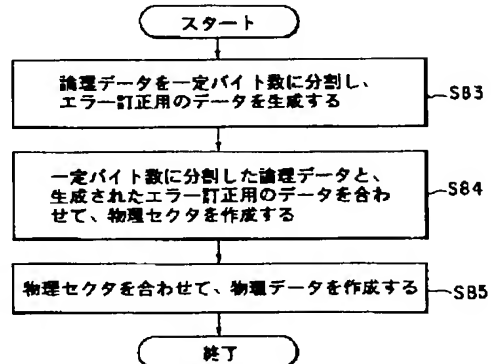 スタート
論理データを一定バイト数に分割し、
エラー訂正用のデータを生成する
SB3
一定バイト数に分割した論理データと、
生成されたエラー訂正用のデータを合わ
せて、物理セクタを作成する
S84
物理セクタを合わせて、物理データを作成する
SB5
終了